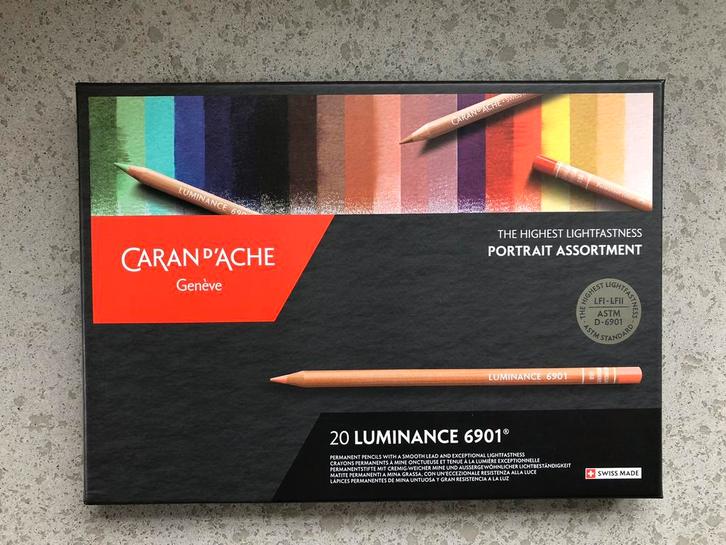 CARAN D'ACHE · SWISS
LUMINANCE 690
CARAN D'ACHE
Genève
THE HIGHEST LIGHTFASTNESS
PORTRAIT ASSORTMENT
· THE HIGHEST LIGHTFASTNESS ·
LFI-LFII
ASTM
D-6901
ASTM STANDARD
LUMINANCE 6901
20 LUMINANCE 6901®
PERMANENT PENCILS WITH A SMOOTH LEAD AND EXCEPTIONAL LIGHTFASTNESS
CRAYONS PERMANENTS À MINE ONCTUEUSE ET TENUE À LA LUMIÈRE EXCEPTIONNELLE
PERMANENTSTIFTE MIT CREMIG-WEICHER MINE UND AUSSERGEWÖHNLICHER LICHTBESTÄNDIGKEIT
MATITE PERMANENTI A MINA GRASSA, CON UN'ECCEZIONALE RESISTENZA ALLA LUCE
LÁPICES PERMANENTES DE MINA UNTUOSA Y GRAN RESISTENCIA A LA LUZ
SWISS MADE